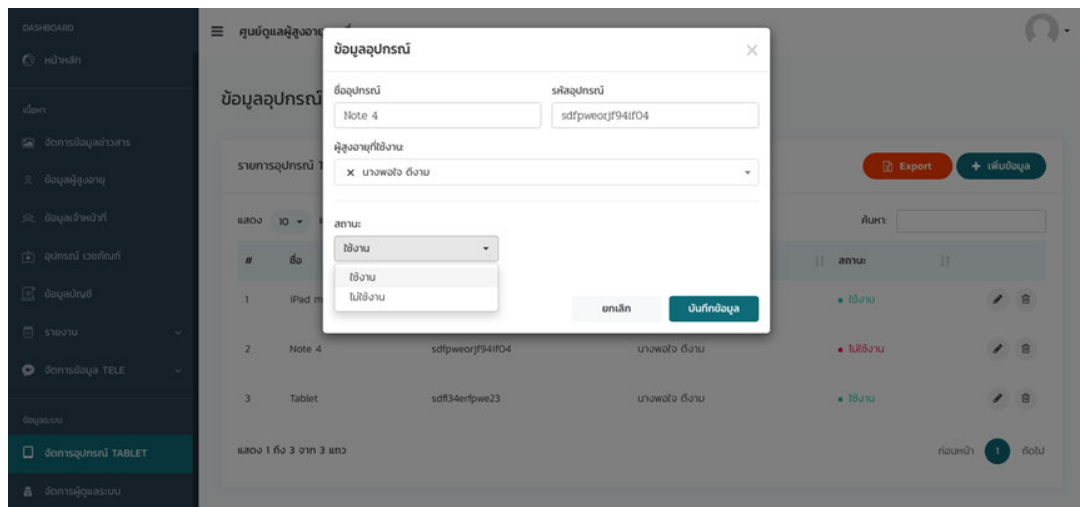 DASHBOARD
หน้าหลัก
เนื้อหา
จัดการข้อมูลข่าวสาร
ข้อมูลผู้สูงอายุ
ข้อมูลเจ้าหน้าที่
อุปกรณ์ เวชภัณฑ์
ข้อมูลบัญชี
รายงาน
จัดการข้อมูล TELE
ข้อมูลระบบ
จัดการอุปกรณ์ TABLET
จัดการผู้ดูแลระบบ
ศูนย์ดูแลผู้สูงอายุ
ข้อมูลอุปกรณ์
รายการอุปกรณ์
Export
+ เพิ่มข้อมูล
แสดง 10
ค้นหา:
# ชื่อ สถานะ
1 iPad ใช้งาน
2 Note 4 sdfpweorjf94if04 นางพอใจ ดีงาม ไม่ใช้งาน
3 Tablet sdfl34erfpwe23 นางพอใจ ดีงาม ใช้งาน
แสดง 1 ถึง 3 จาก 3 แถว
ก่อนหน้า 1 ถัดไป
ข้อมูลอุปกรณ์
ชื่ออุปกรณ์ รหัสอุปกรณ์
Note 4 sdfpweorjf94if04
ผู้สูงอายุที่ใช้งาน:
× นางพอใจ ดีงาม
สถานะ:
ใช้งาน
ใช้งาน
ไม่ใช้งาน
ยกเลิก บันทึกข้อมูล